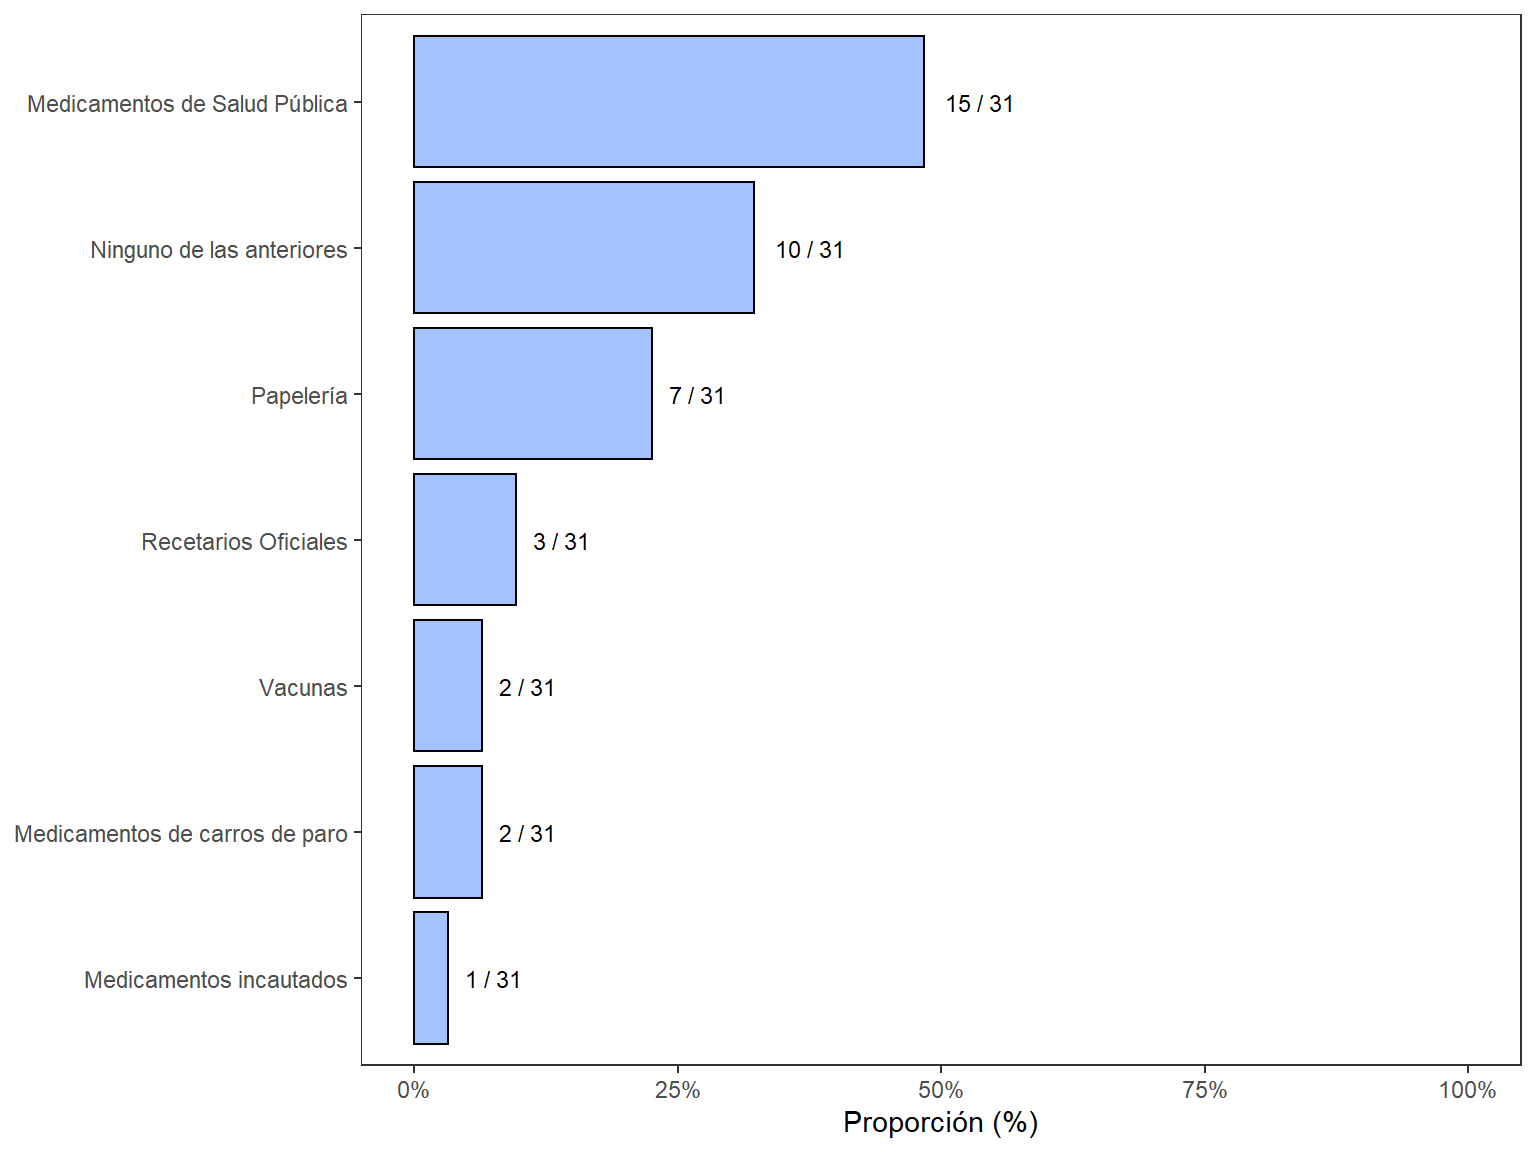 Medicamentos de Salud Pública
15 / 31
Ninguno de las anteriores
10 / 31
Papelería
7 / 31
Recetarios Oficiales
3 / 31
Vacunas
2 / 31
Medicamentos de carros de paro
2 / 31
Medicamentos incautados
1 / 31
0% 25% 50% 75% 100%
Proporción (%)